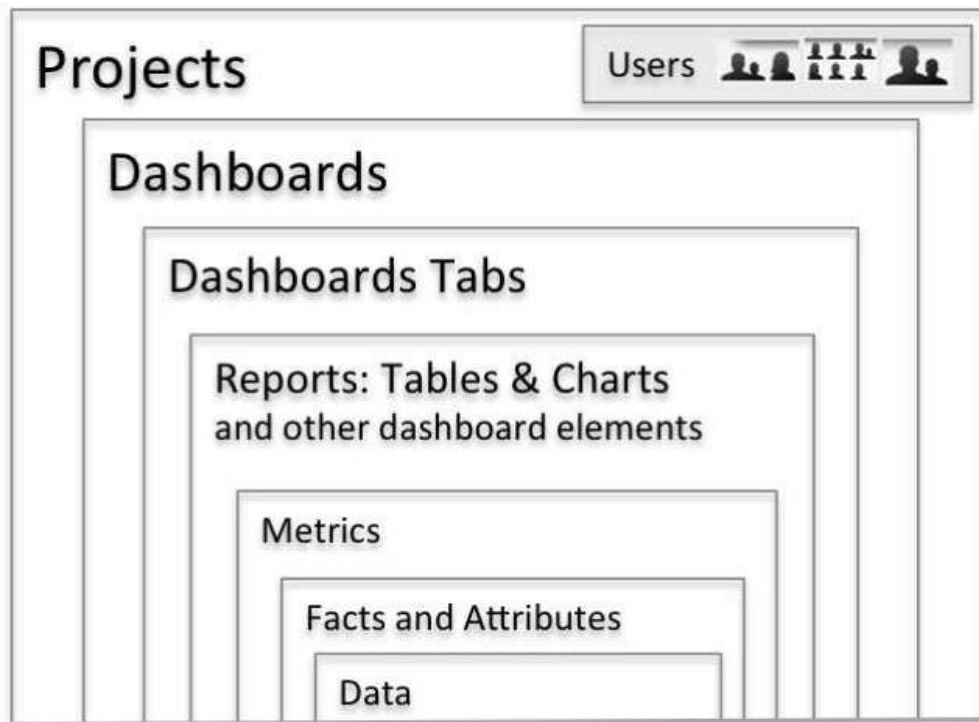 Projects
Users
Dashboards
Dashboards Tabs
Reports: Tables & Charts
and other dashboard elements
Metrics
Facts and Attributes
Data